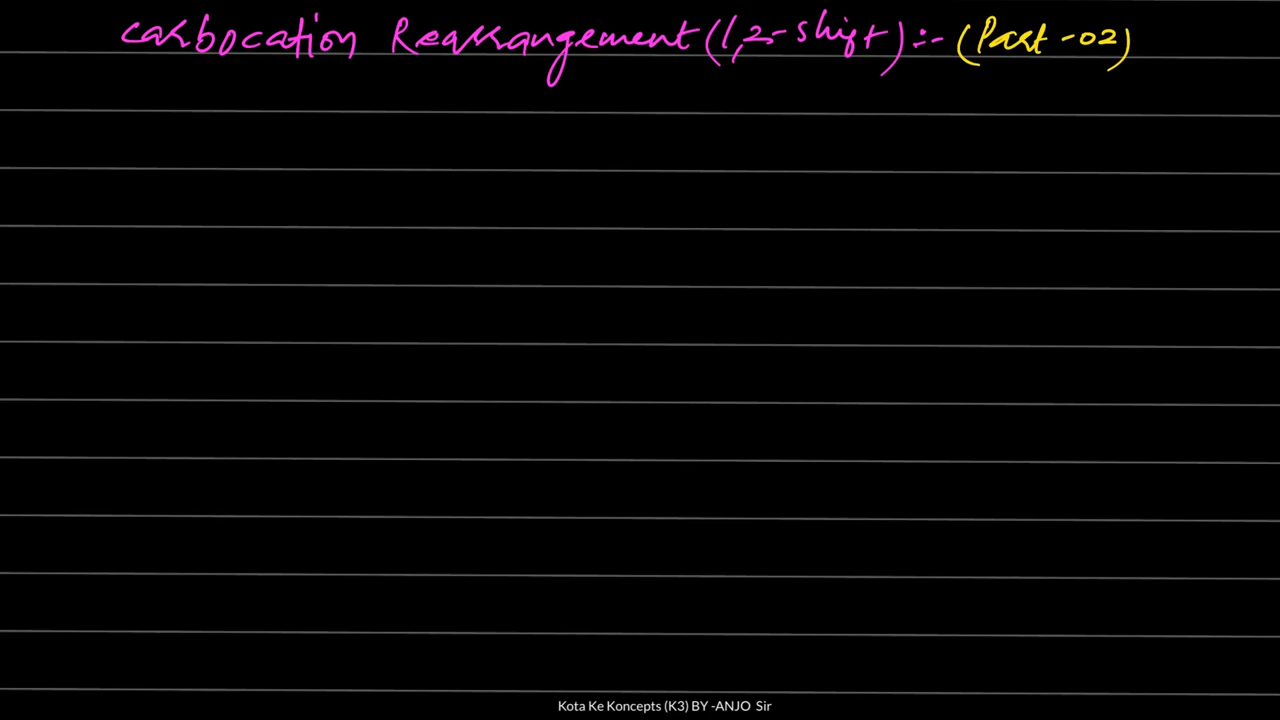 Carbocation Rearrangement (1,2-shift) :- (Part -02)
Kota Ke Koncepts (K3) BY -ANJO Sir